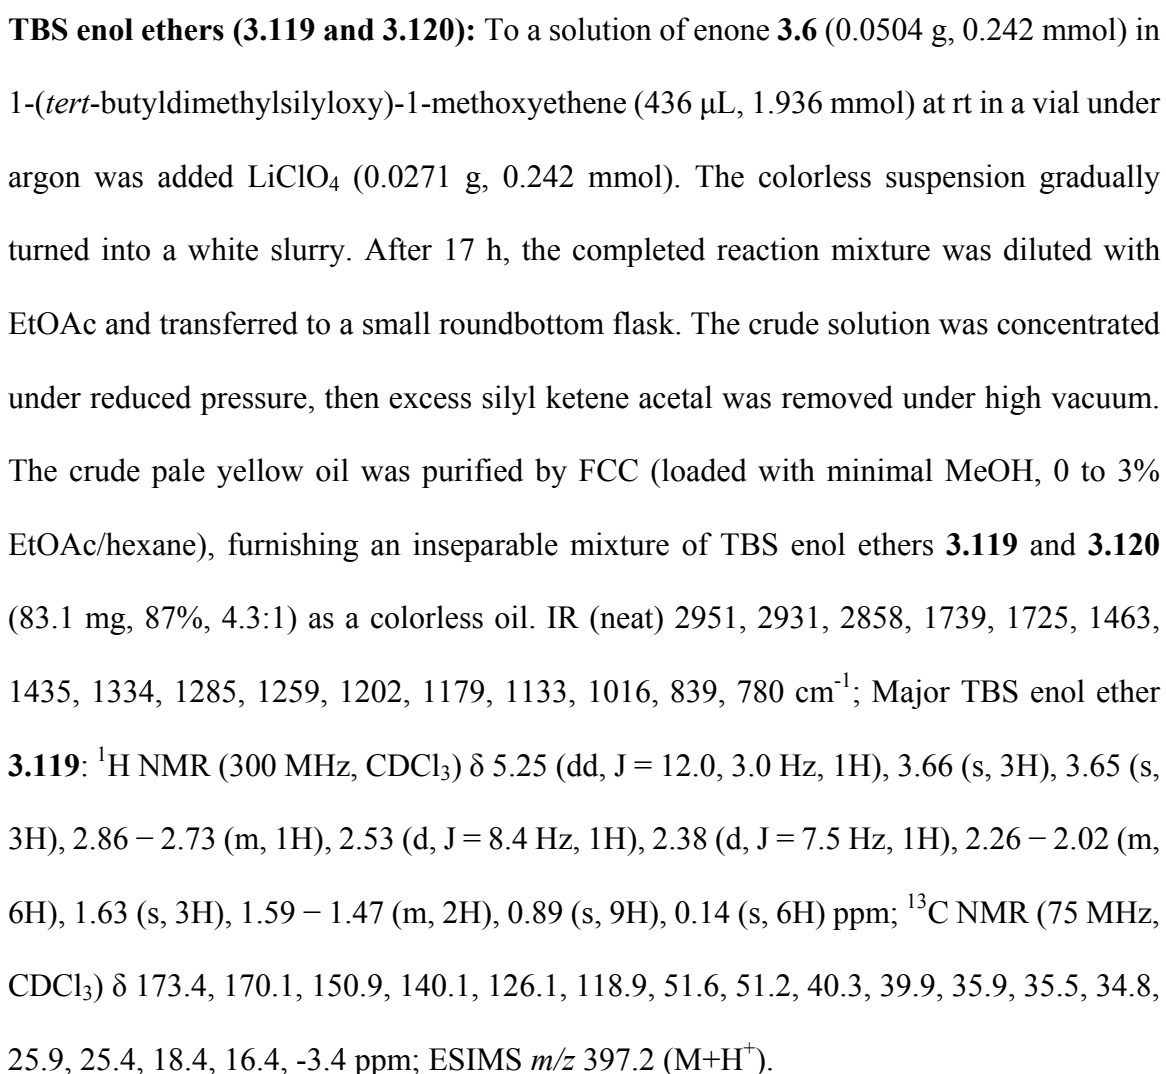 TBS enol ethers (3.119 and 3.120): To a solution of enone 3.6 (0.0504 g, 0.242 mmol) in
1-(tert-butyldimethylsilyloxy)-1-methoxyethene (436 μL, 1.936 mmol) at rt in a vial under
argon was added LiClO₄ (0.0271 g, 0.242 mmol). The colorless suspension gradually
turned into a white slurry. After 17 h, the completed reaction mixture was diluted with
EtOAc and transferred to a small roundbottom flask. The crude solution was concentrated
under reduced pressure, then excess silyl ketene acetal was removed under high vacuum.
The crude pale yellow oil was purified by FCC (loaded with minimal MeOH, 0 to 3%
EtOAc/hexane), furnishing an inseparable mixture of TBS enol ethers 3.119 and 3.120
(83.1 mg, 87%, 4.3:1) as a colorless oil. IR (neat) 2951, 2931, 2858, 1739, 1725, 1463,
1435, 1334, 1285, 1259, 1202, 1179, 1133, 1016, 839, 780 cm⁻¹; Major TBS enol ether
3.119: ¹H NMR (300 MHz, CDCl₃) δ 5.25 (dd, J = 12.0, 3.0 Hz, 1H), 3.66 (s, 3H), 3.65 (s,
3H), 2.86 − 2.73 (m, 1H), 2.53 (d, J = 8.4 Hz, 1H), 2.38 (d, J = 7.5 Hz, 1H), 2.26 − 2.02 (m,
6H), 1.63 (s, 3H), 1.59 − 1.47 (m, 2H), 0.89 (s, 9H), 0.14 (s, 6H) ppm; ¹³C NMR (75 MHz,
CDCl₃) δ 173.4, 170.1, 150.9, 140.1, 126.1, 118.9, 51.6, 51.2, 40.3, 39.9, 35.9, 35.5, 34.8,
25.9, 25.4, 18.4, 16.4, -3.4 ppm; ESIMS m/z 397.2 (M+H⁺).